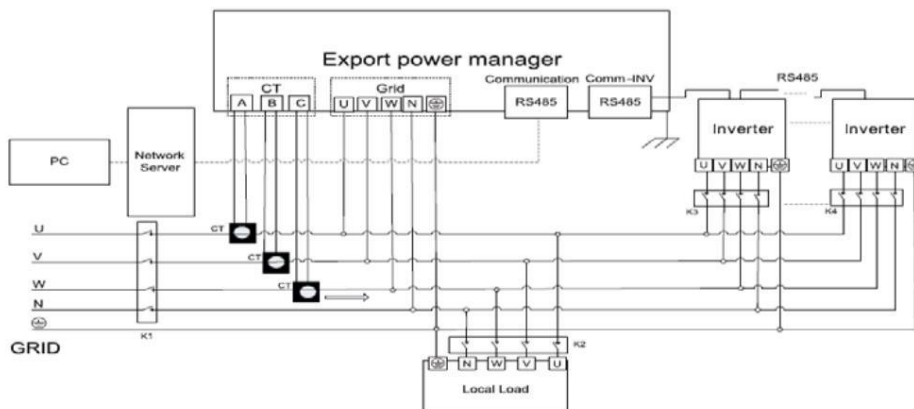 Export power manager
CT
Grid
Communication
Comm-INV
RS485
A B C
U V W N
RS485
RS485
Inverter
Inverter
PC
Network
Server
U V W N
U V W N
K3
K4
CT
U
CT
V
CT
W
N
K1
GRID
K2
N W V U
Local Load